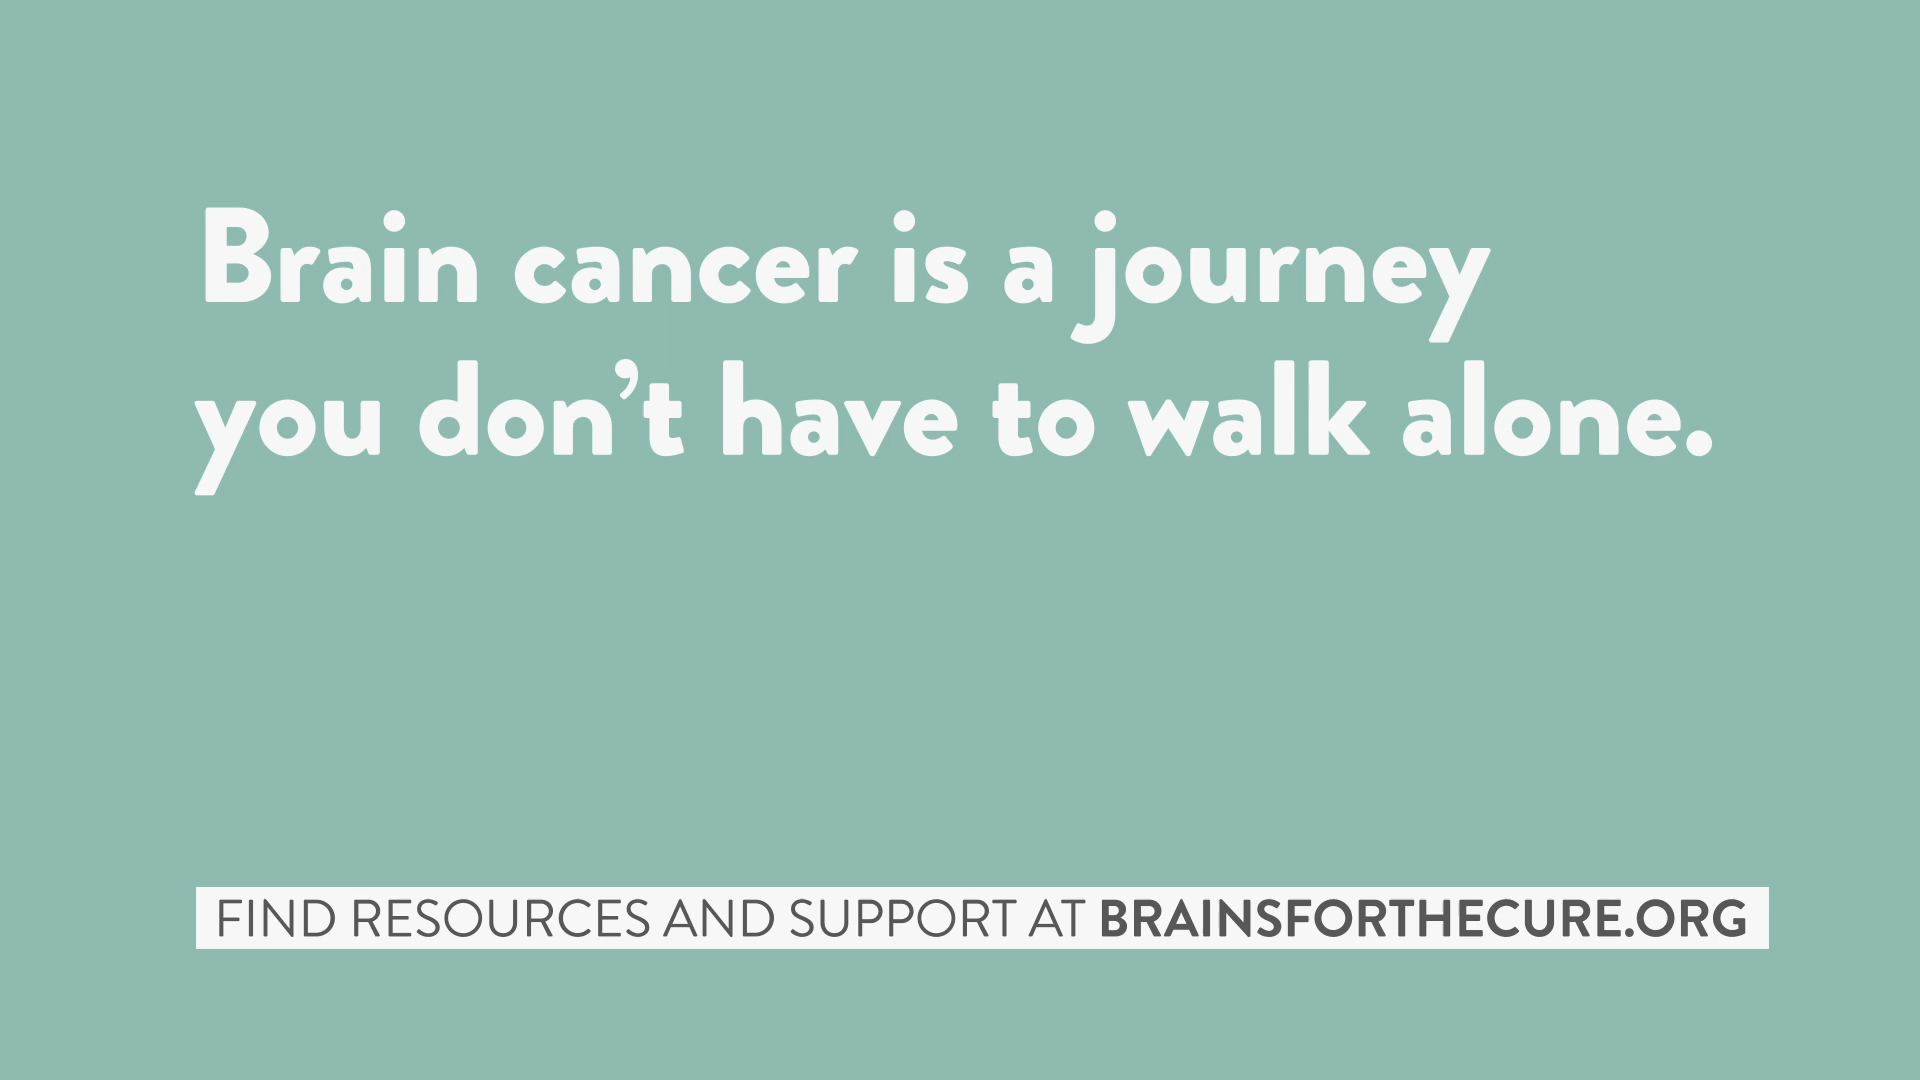 Brain cancer is a journey
you don’t have to walk alone.
FIND RESOURCES AND SUPPORT AT BRAINSFORTHECURE.ORG